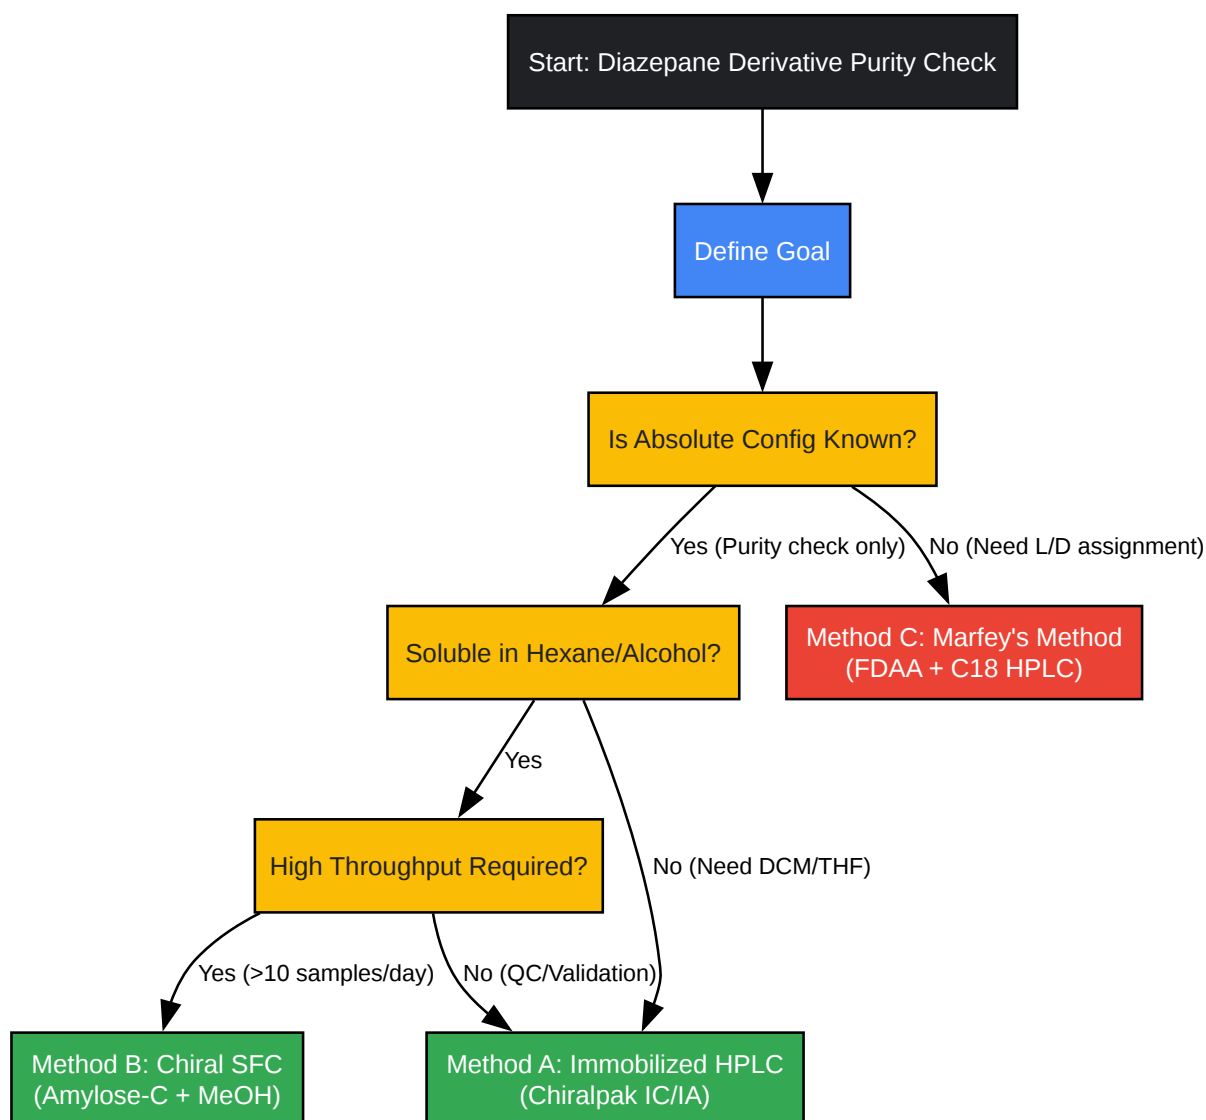 Start: Diazepane Derivative Purity Check
Define Goal
Is Absolute Config Known?
Yes (Purity check only)
No (Need L/D assignment)
Soluble in Hexane/Alcohol?
Method C: Marfey's Method
(FDAA + C18 HPLC)
Yes
High Throughput Required?
No (Need DCM/THF)
Yes (>10 samples/day)
No (QC/Validation)
Method B: Chiral SFC
(Amylose-C + MeOH)
Method A: Immobilized HPLC
(Chiralpak IC/IA)